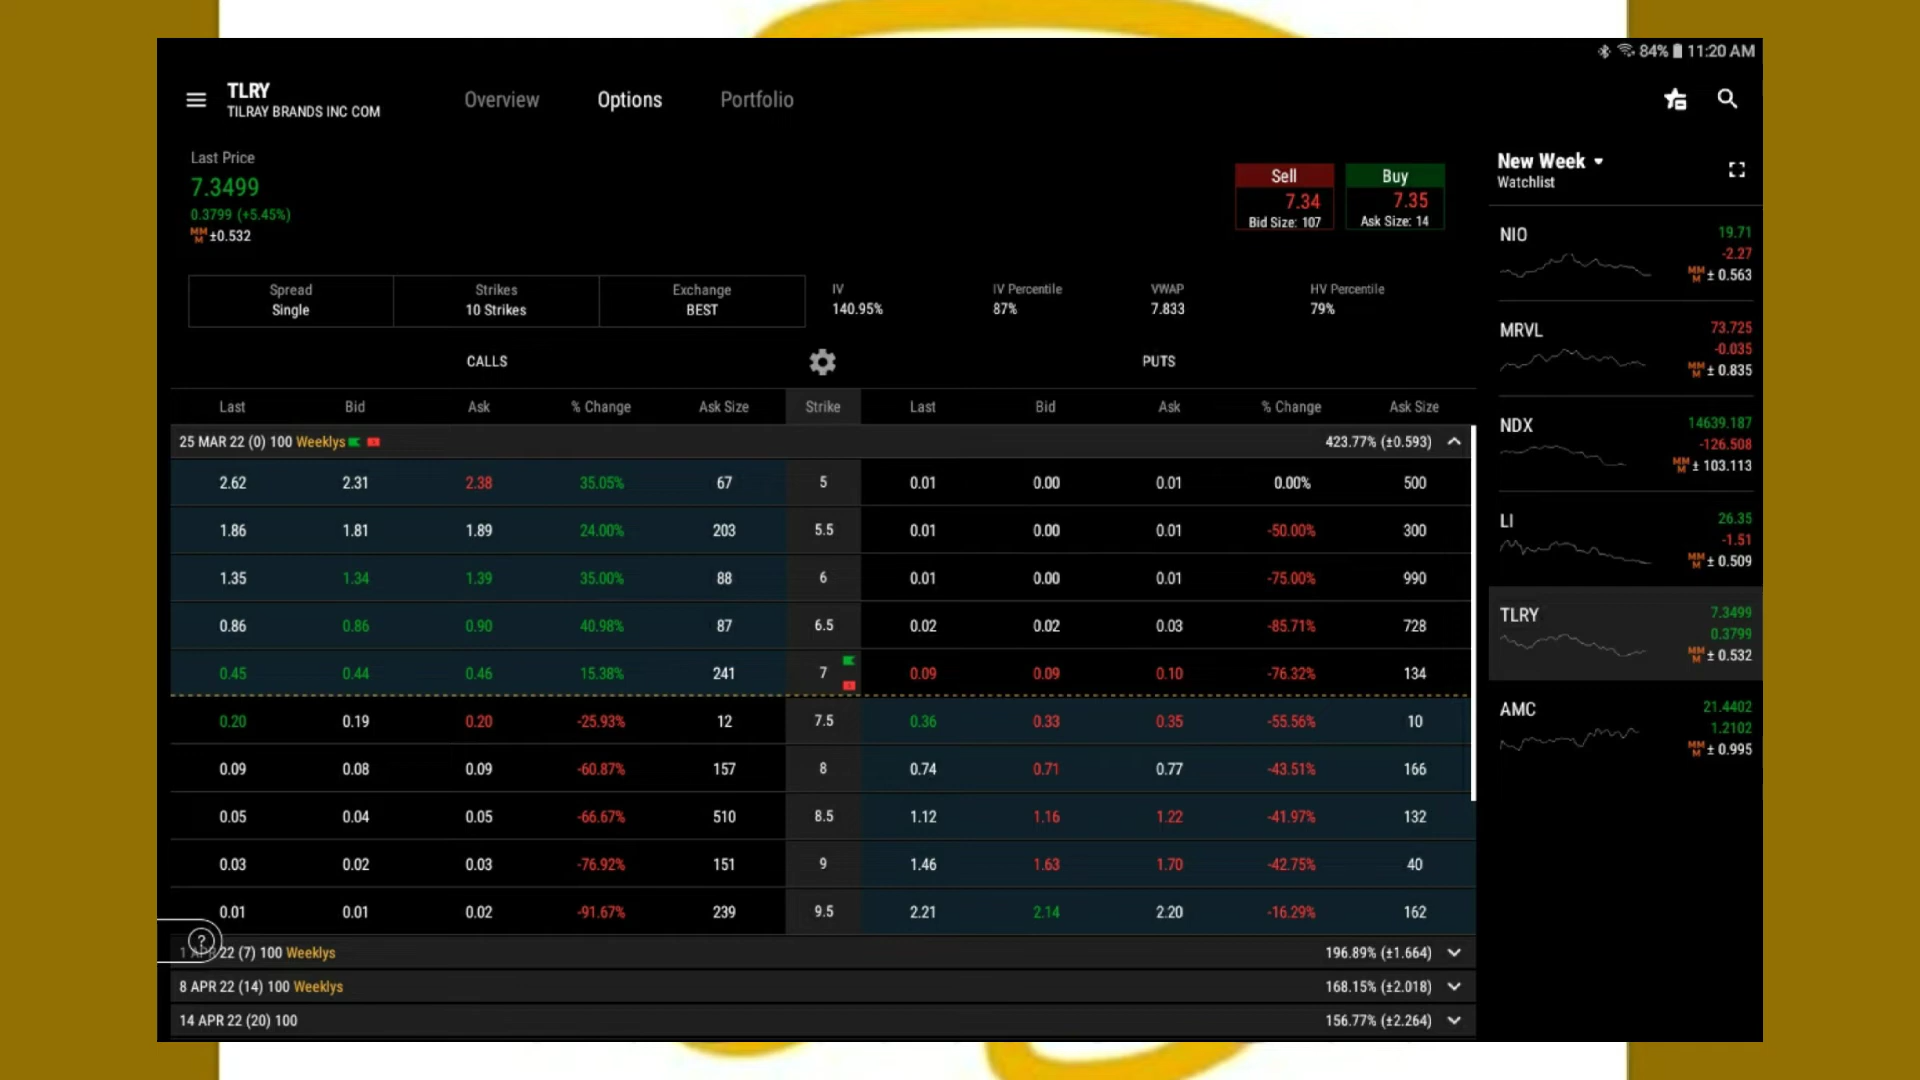 84% 11:20 AM
TLRY
TILRAY BRANDS INC COM
Overview Options Portfolio
Last Price
7.3499
0.3799 (+5.45%)
MMM ±0.532
Sell
7.34
Bid Size: 107
Buy
7.35
Ask Size: 14
Spread
Single
Strikes
10 Strikes
Exchange
BEST
IV
140.95%
IV Percentile
87%
VWAP
7.833
HV Percentile
79%
CALLS PUTS
Last Bid Ask % Change Ask Size Strike Last Bid Ask % Change Ask Size
25 MAR 22 (0) 100 Weeklys 423.77% (±0.593)
2.62 2.31 2.38 35.05% 67 5 0.01 0.00 0.01 0.00% 500
1.86 1.81 1.89 24.00% 203 5.5 0.01 0.00 0.01 -50.00% 300
1.35 1.34 1.39 35.00% 88 6 0.01 0.00 0.01 -75.00% 990
0.86 0.86 0.90 40.98% 87 6.5 0.02 0.02 0.03 -85.71% 728
0.45 0.44 0.46 15.38% 241 7 0.09 0.09 0.10 -76.32% 134
0.20 0.19 0.20 -25.93% 12 7.5 0.36 0.33 0.35 -55.56% 10
0.09 0.08 0.09 -60.87% 157 8 0.74 0.71 0.77 -43.51% 166
0.05 0.04 0.05 -66.67% 510 8.5 1.12 1.16 1.22 -41.97% 132
0.03 0.02 0.03 -76.92% 151 9 1.46 1.63 1.70 -42.75% 40
0.01 0.01 0.02 -91.67% 239 9.5 2.21 2.14 2.20 -16.29% 162
?
1 APR 22 (7) 100 Weeklys 196.89% (±1.664)
8 APR 22 (14) 100 Weeklys 168.15% (±2.018)
14 APR 22 (20) 100 156.77% (±2.264)
New Week
Watchlist
NIO 19.71
-2.27
MMM ± 0.563
MRVL 73.725
-0.035
MMM ± 0.835
NDX 14639.187
-126.508
MMM ± 103.113
LI 26.35
-1.51
MMM ± 0.509
TLRY 7.3499
0.3799
MMM ± 0.532
AMC 21.4402
1.2102
MMM ± 0.995